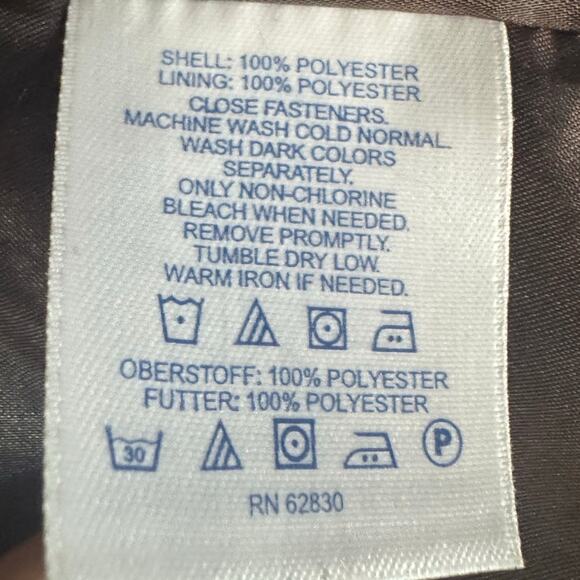 SHELL: 100% POLYESTER
LINING: 100% POLYESTER
CLOSE FASTENERS.
MACHINE WASH COLD NORMAL.
WASH DARK COLORS
SEPARATELY.
ONLY NON-CHLORINE
BLEACH WHEN NEEDED.
REMOVE PROMPTLY.
TUMBLE DRY LOW.
WARM IRON IF NEEDED.
OBERSTOFF: 100% POLYESTER
FUTTER: 100% POLYESTER
30 P
RN 62830